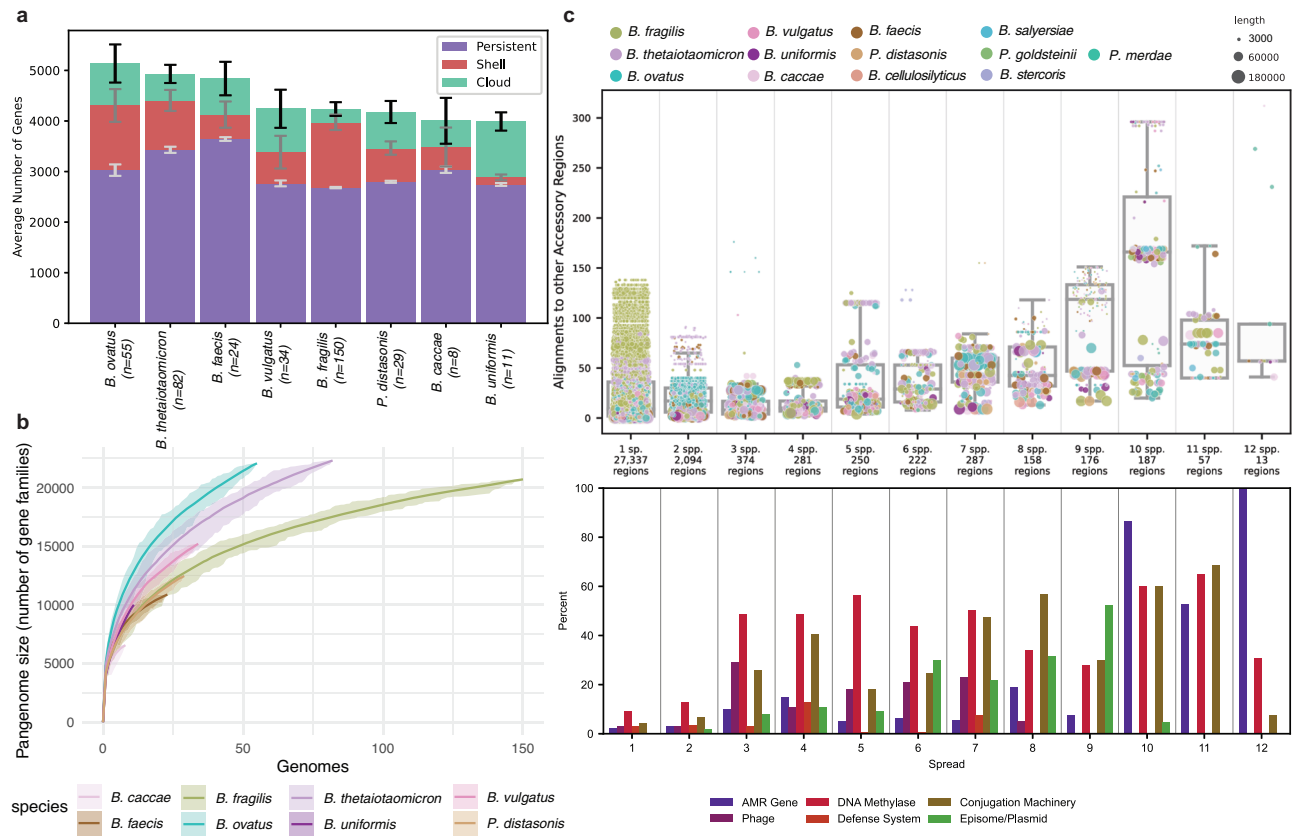 a
Average Number of Genes
5000
4000
3000
2000
1000
0
Persistent
Shell
Cloud
B. ovatus
(n=55)
B. thetaiotaomicron
(n=82)
B. faecis
(n=24)
B. vulgatus
(n=34)
B. fragilis
(n=150)
P. distasonis
(n=29)
B. caccae
(n=8)
B. uniformis
(n=11)
b
Pangenome size (number of gene families)
20000
15000
10000
5000
0
0 50 100 150
Genomes
species
B. caccae B. fragilis B. thetaiotaomicron B. vulgatus
B. faecis B. ovatus B. uniformis P. distasonis
c
B. fragilis B. vulgatus B. faecis B. salyersiae
B. thetaiotaomicron B. uniformis P. distasonis P. goldsteinii P. merdae
B. ovatus B. caccae B. cellulosilyticus B. stercoris
length
3000
60000
180000
Alignments to other Accessory Regions
300
250
200
150
100
50
0
1 sp. 2 spp. 3 spp. 4 spp. 5 spp. 6 spp. 7 spp. 8 spp. 9 spp. 10 spp. 11 spp. 12 spp.
27,337 2,094 374 281 250 222 287 158 176 187 57 13
regions regions regions regions regions regions regions regions regions regions regions regions
Percent
100
80
60
40
20
0
1 2 3 4 5 6 7 8 9 10 11 12
Spread
AMR Gene DNA Methylase Conjugation Machinery
Phage Defense System Episome/Plasmid